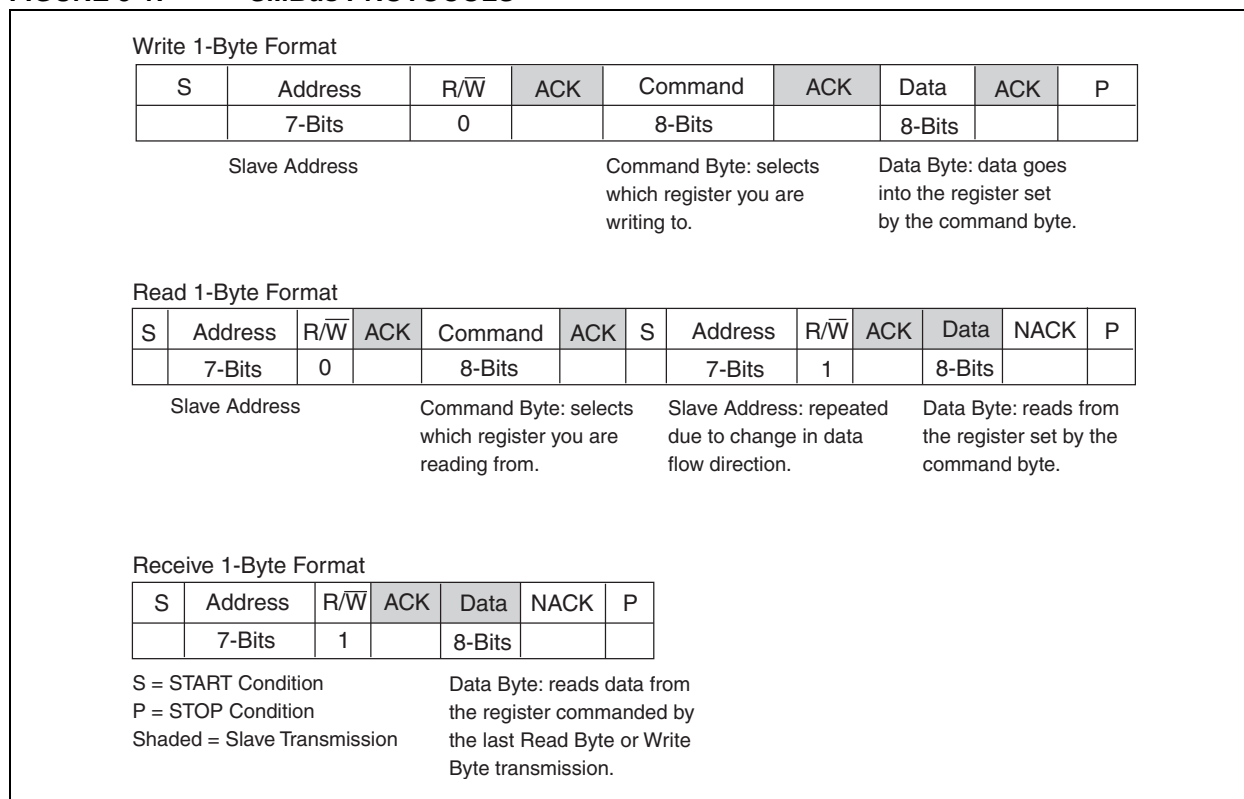 Write 1-Byte Format
S Address R/W̅ ACK Command ACK Data ACK P
7-Bits 0 8-Bits 8-Bits
Slave Address
Command Byte: selects
which register you are
writing to.
Data Byte: data goes
into the register set
by the command byte.
Read 1-Byte Format
S Address R/W̅ ACK Command ACK S Address R/W̅ ACK Data NACK P
7-Bits 0 8-Bits 7-Bits 1 8-Bits
Slave Address
Command Byte: selects
which register you are
reading from.
Slave Address: repeated
due to change in data
flow direction.
Data Byte: reads from
the register set by the
command byte.
Receive 1-Byte Format
S Address R/W̅ ACK Data NACK P
7-Bits 1 8-Bits
S = START Condition
P = STOP Condition
Shaded = Slave Transmission
Data Byte: reads data from
the register commanded by
the last Read Byte or Write
Byte transmission.